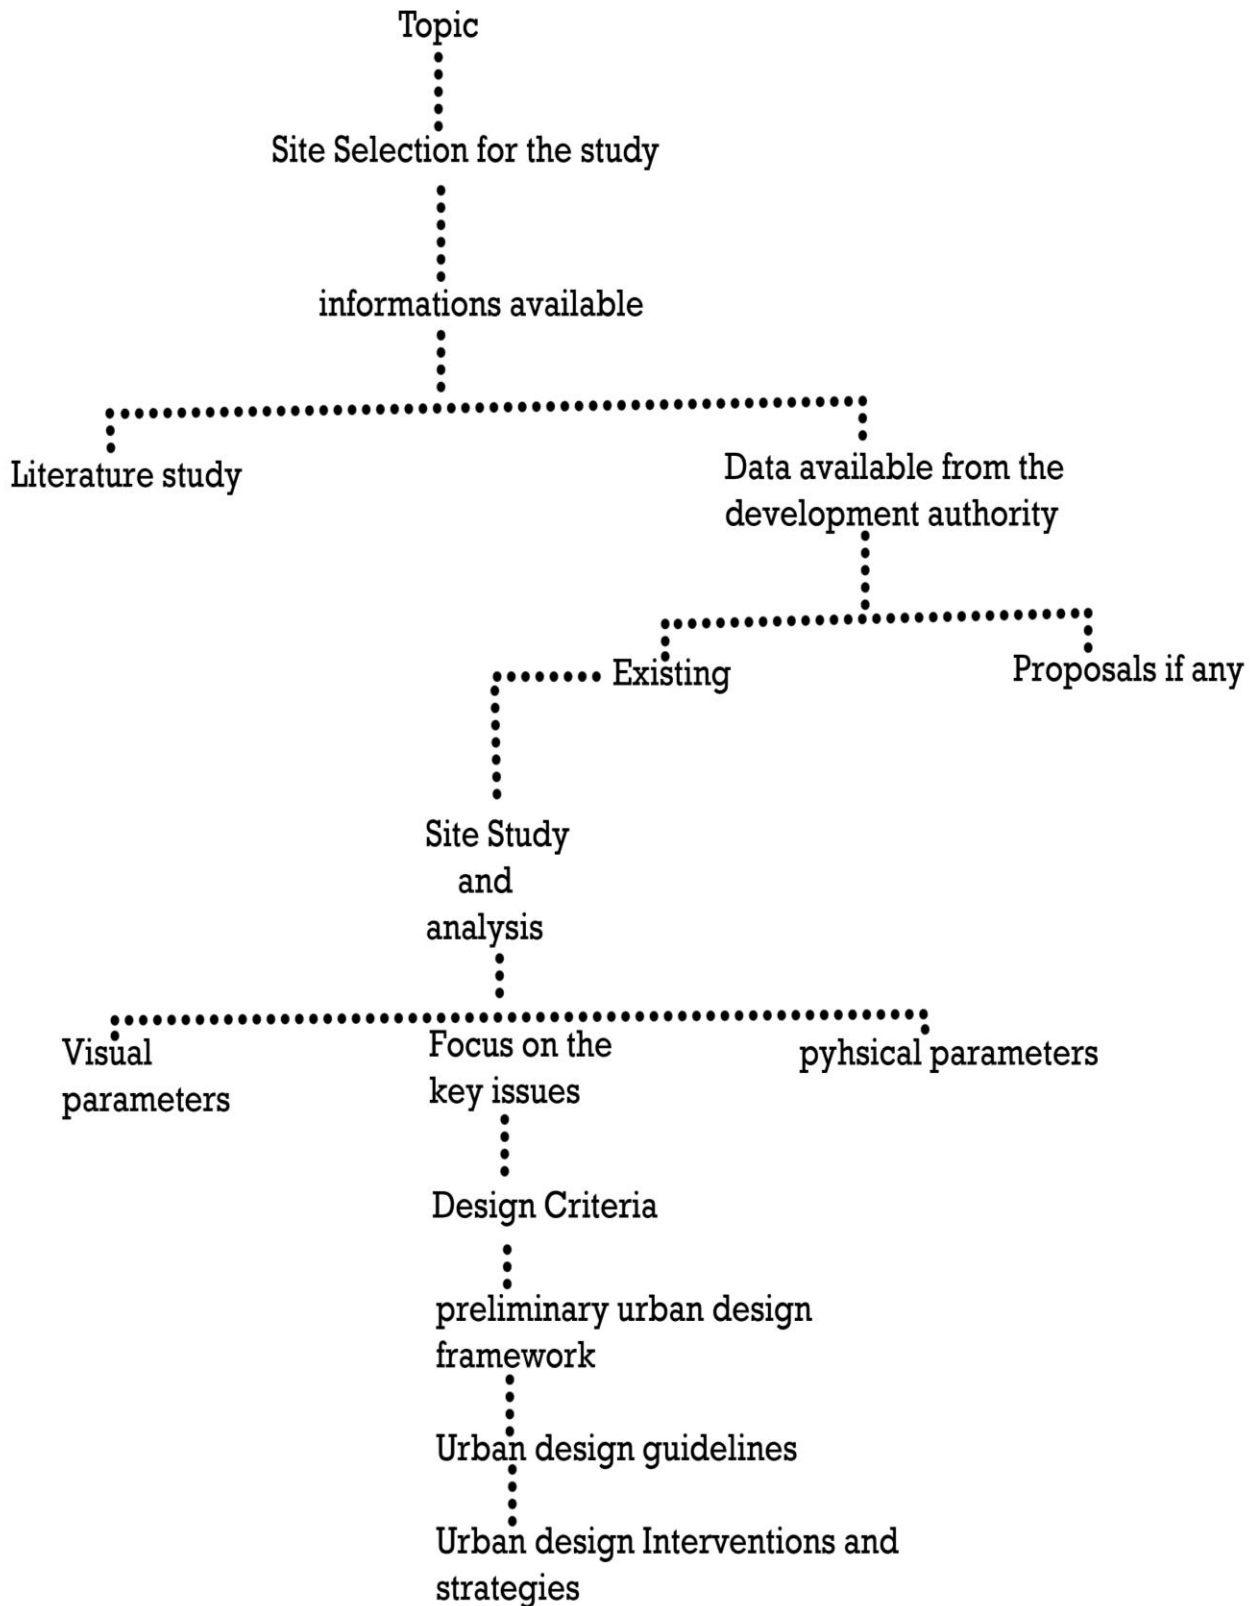 Topic
Site Selection for the study
informations available
Literature study
Data available from the
development authority
Existing
Proposals if any
Site Study
and
analysis
Visual
parameters
Focus on the
key issues
pyhsical parameters
Design Criteria
preliminary urban design
framework
Urban design guidelines
Urban design Interventions and
strategies